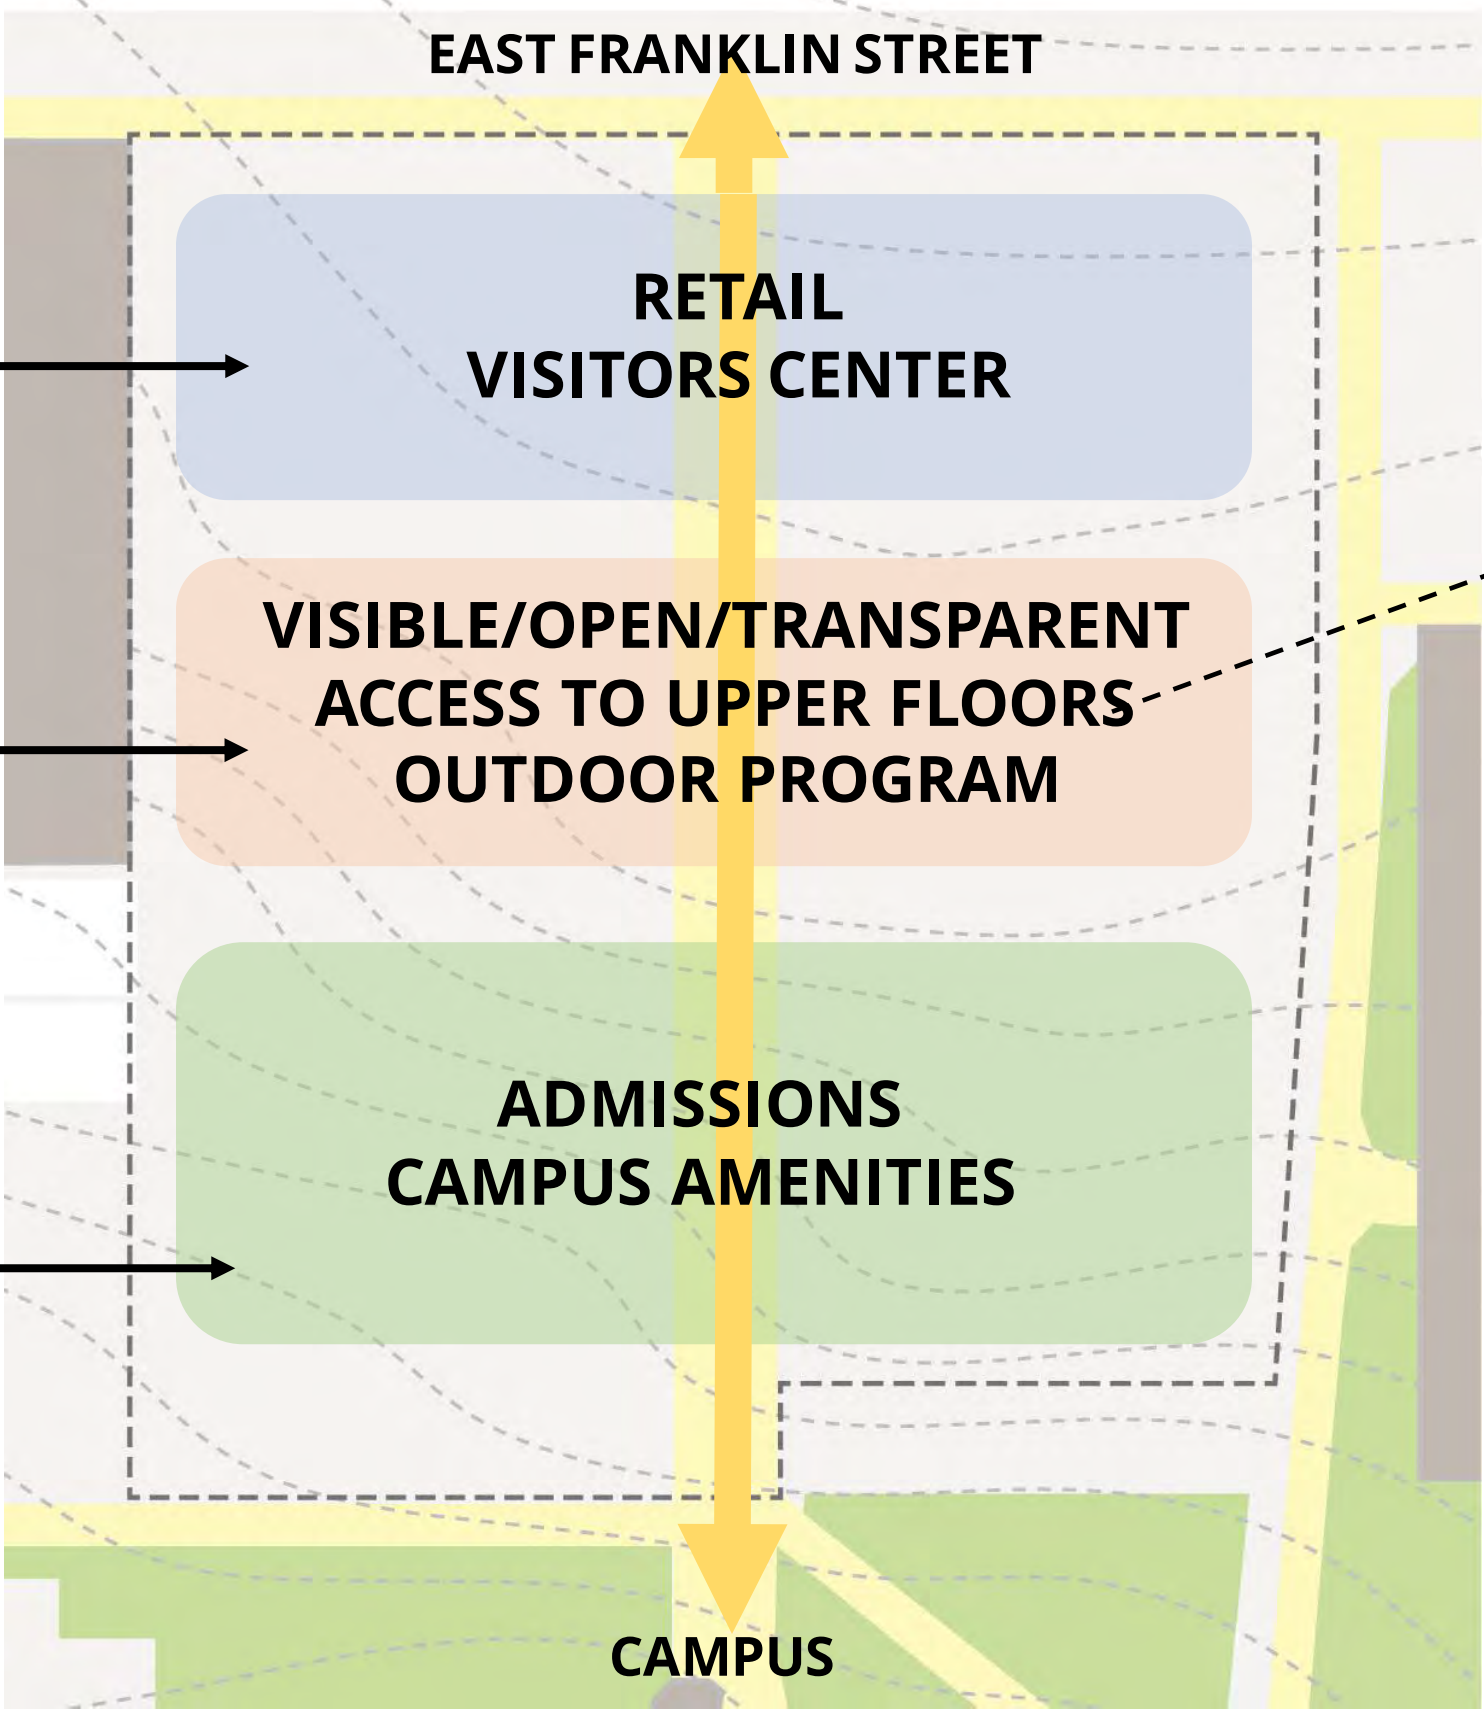 EAST FRANKLIN STREET
RETAIL
VISITORS CENTER
VISIBLE/OPEN/TRANSPARENT
ACCESS TO UPPER FLOORS
OUTDOOR PROGRAM
ADMISSIONS
CAMPUS AMENITIES
CAMPUS